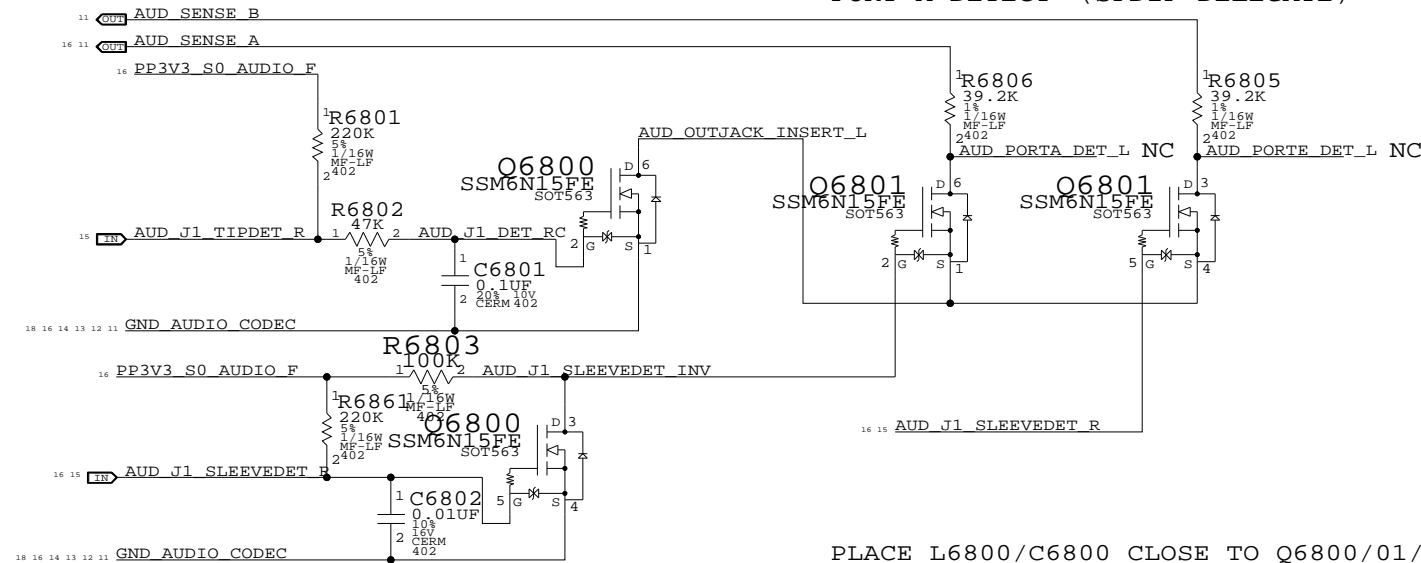 11 OUT AUD_SENSE_B
16 11 OUT AUD_SENSE_A
16 PP3V3_S0_AUDIO_F
1 R6801
220K
5%
1/16W
MF-LF
2 402
R6802
47K
15 IN AUD_J1_TIPDET_R 1 2 AUD_J1_DET_RC
5%
1/16W
MF-LF
402
1 C6801
0.1UF
20% 10V
2 CERM 402
18 16 14 13 12 11 GND_AUDIO_CODEC
AUD_OUTJACK_INSERT_L
Q6800
SSM6N15FE
SOT563
D 6
2 G S 1
1 R6806
39.2K
1%
1/16W
MF-LF
2 402
AUD_PORTA_DET_L NC
Q6801
SSM6N15FE
SOT563
D 6
2 G S 1
1 R6805
39.2K
1%
1/16W
MF-LF
2 402
AUD_PORTE_DET_L NC
Q6801
SSM6N15FE
SOT563
D 3
5 G S 4
R6803
100K
16 PP3V3_S0_AUDIO_F 1 2 AUD_J1_SLEEVEDET_INV
5%
1/16W
MF-LF
402
1 R6861
220K
5%
1/16W
MF-LF
2 402
Q6800
SSM6N15FE
SOT563
D 3
5 G S 4
16 15 IN AUD_J1_SLEEVEDET_R
1 C6802
0.01UF
10%
2 16V
CERM
402
18 16 14 13 12 11 GND_AUDIO_CODEC
16 15 AUD_J1_SLEEVEDET_R
PLACE L6800/C6800 CLOSE TO Q6800/01/